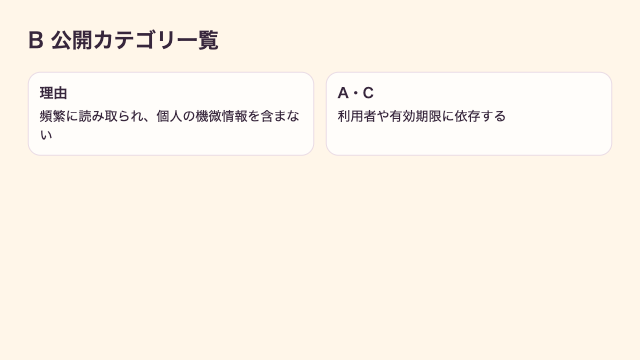 B 公開カテゴリ一覧
理由
頻繁に読み取られ、個人の機微情報を含まな
い
A・C
利用者や有効期限に依存する